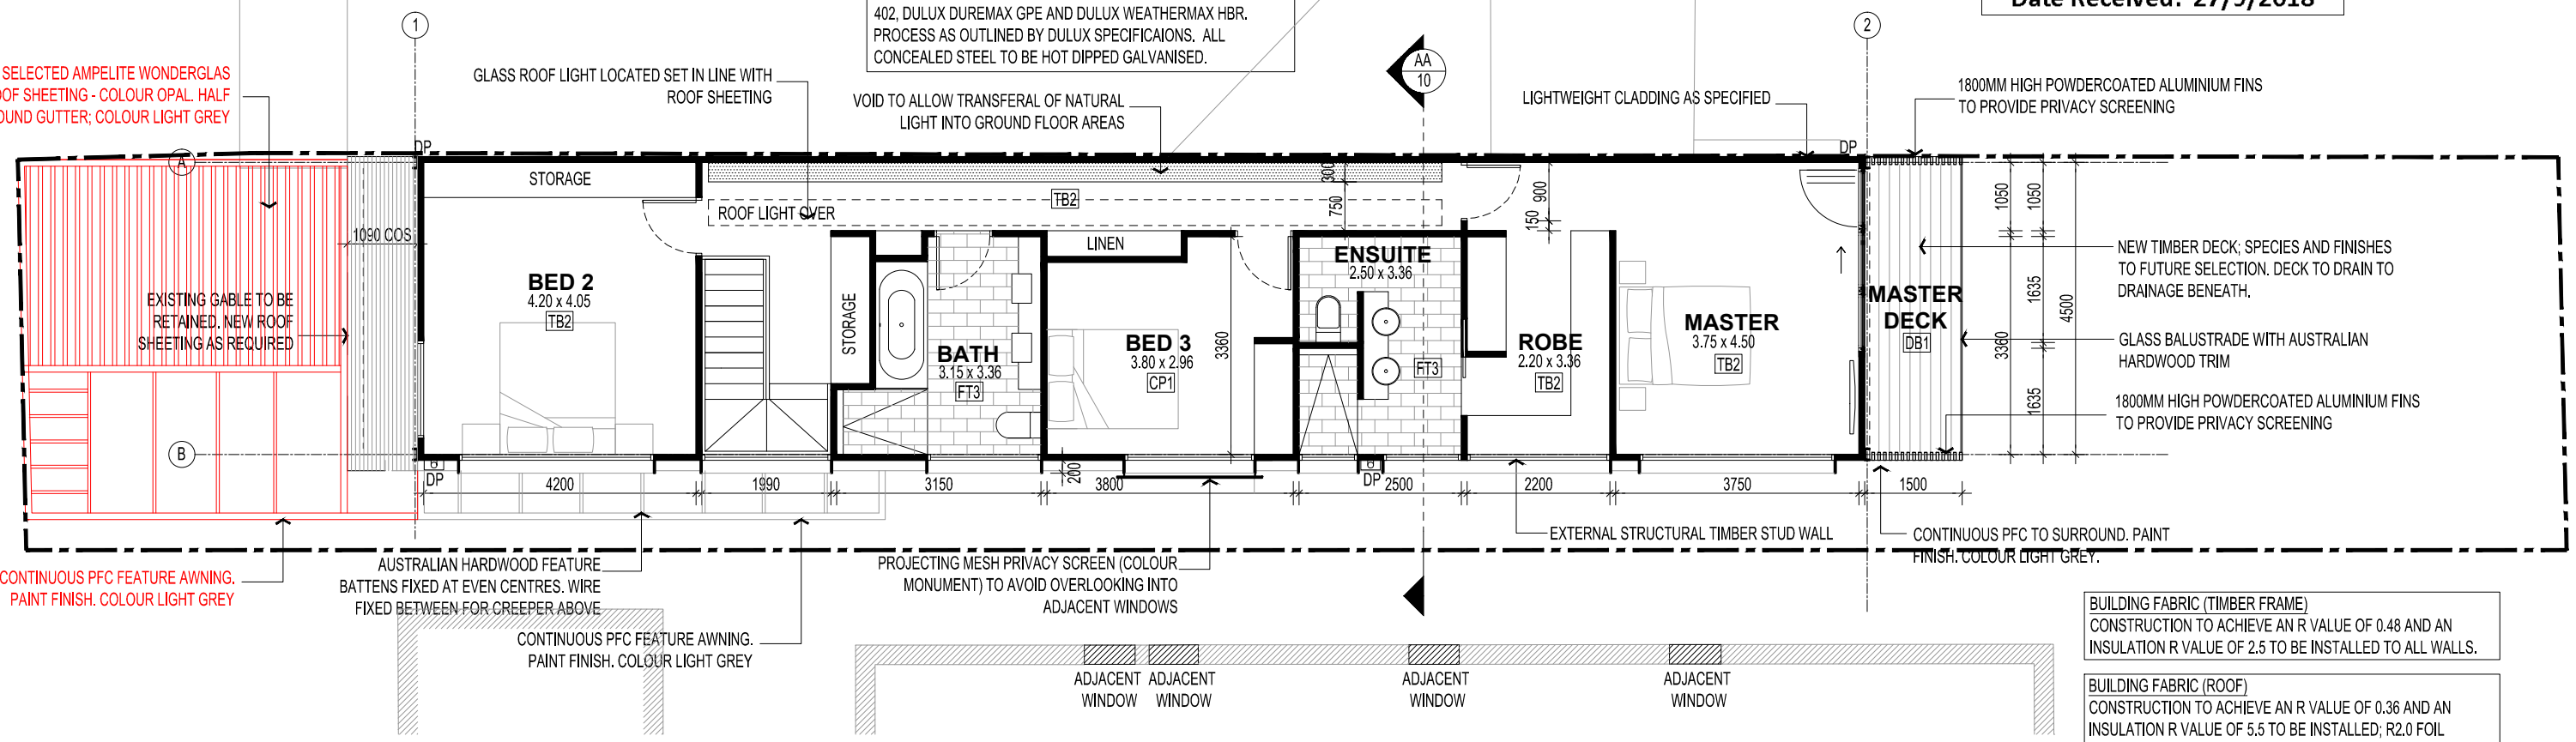 Date Received: 27/9/2018
402, DULUX DUREMAX GPE AND DULUX WEATHERMAX HBR.
PROCESS AS OUTLINED BY DULUX SPECIFICAIONS. ALL
CONCEALED STEEL TO BE HOT DIPPED GALVANISED.
1
2
AA
10
SELECTED AMPELITE WONDERGLAS
OOF SHEETING - COLOUR OPAL. HALF
OUND GUTTER; COLOUR LIGHT GREY
GLASS ROOF LIGHT LOCATED SET IN LINE WITH
ROOF SHEETING
VOID TO ALLOW TRANSFERAL OF NATURAL
LIGHT INTO GROUND FLOOR AREAS
LIGHTWEIGHT CLADDING AS SPECIFIED
1800MM HIGH POWDERCOATED ALUMINIUM FINS
TO PROVIDE PRIVACY SCREENING
A
DP
DP
STORAGE
TB2
ROOF LIGHT OVER
300
750
900
150
1050
1050
1090 COS
LINEN
EXISTING GABLE TO BE
RETAINED. NEW ROOF
SHEETING AS REQUIRED
BED 2
4.20 x 4.05
TB2
STORAGE
BATH
3.15 x 3.36
FT3
BED 3
3.80 x 2.96
CP1
3360
ENSUITE
2.50 x 3.36
FT3
ROBE
2.20 x 3.36
TB2
MASTER
3.75 x 4.50
TB2
MASTER
DECK
DB1
3360
1635
1635
4500
NEW TIMBER DECK; SPECIES AND FINISHES
TO FUTURE SELECTION. DECK TO DRAIN TO
DRAINAGE BENEATH.
GLASS BALUSTRADE WITH AUSTRALIAN
HARDWOOD TRIM
1800MM HIGH POWDERCOATED ALUMINIUM FINS
TO PROVIDE PRIVACY SCREENING
B
DP
DP
200
4200
1990
3150
3800
2500
2200
3750
1500
EXTERNAL STRUCTURAL TIMBER STUD WALL
CONTINUOUS PFC TO SURROUND. PAINT
FINISH. COLOUR LIGHT GREY.
CONTINUOUS PFC FEATURE AWNING.
PAINT FINISH. COLOUR LIGHT GREY
AUSTRALIAN HARDWOOD FEATURE
BATTENS FIXED AT EVEN CENTRES. WIRE
FIXED BETWEEN FOR CREEPER ABOVE
PROJECTING MESH PRIVACY SCREEN (COLOUR
MONUMENT) TO AVOID OVERLOOKING INTO
ADJACENT WINDOWS
CONTINUOUS PFC FEATURE AWNING.
PAINT FINISH. COLOUR LIGHT GREY
ADJACENT
WINDOW
ADJACENT
WINDOW
ADJACENT
WINDOW
ADJACENT
WINDOW
BUILDING FABRIC (TIMBER FRAME)
CONSTRUCTION TO ACHIEVE AN R VALUE OF 0.48 AND AN
INSULATION R VALUE OF 2.5 TO BE INSTALLED TO ALL WALLS.
BUILDING FABRIC (ROOF)
CONSTRUCTION TO ACHIEVE AN R VALUE OF 0.36 AND AN
INSULATION R VALUE OF 5.5 TO BE INSTALLED; R2.0 FOIL